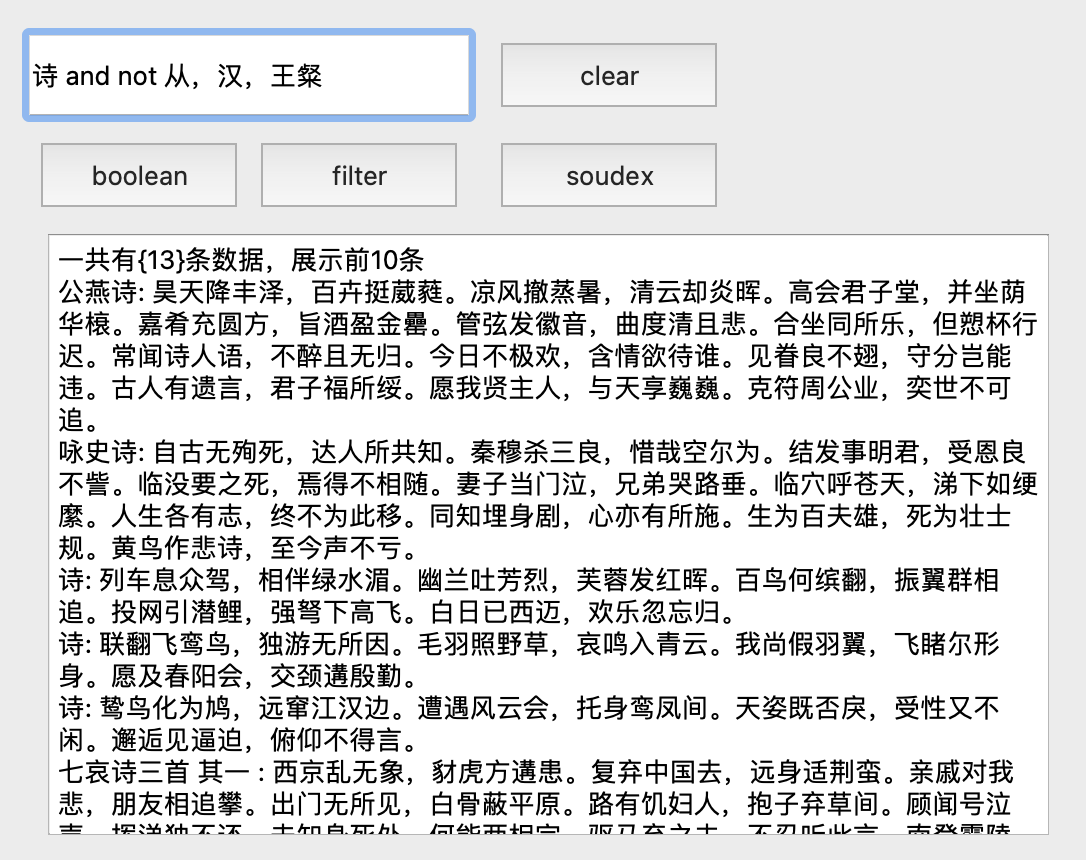 诗 and not 从，汉，王粲
clear
boolean
filter
soudex
一共有{13}条数据，展示前10条
公燕诗: 昊天降丰泽，百卉挺葳蕤。凉风撤蒸暑，清云却炎晖。高会君子堂，并坐荫
华榱。嘉肴充圆方，旨酒盈金罍。管弦发徽音，曲度清且悲。合坐同所乐，但愬杯行
迟。常闻诗人语，不醉且无归。今日不极欢，含情欲待谁。见眷良不翅，守分岂能
违。古人有遗言，君子福所绥。愿我贤主人，与天享巍巍。克符周公业，奕世不可
追。
咏史诗: 自古无殉死，达人所共知。秦穆杀三良，惜哉空尔为。结发事明君，受恩良
不訾。临没要之死，焉得不相随。妻子当门泣，兄弟哭路垂。临穴呼苍天，涕下如绠
縻。人生各有志，终不为此移。同知埋身剧，心亦有所施。生为百夫雄，死为壮士
规。黄鸟作悲诗，至今声不亏。
诗: 列车息众驾，相伴绿水湄。幽兰吐芳烈，芙蓉发红晖。百鸟何缤翻，振翼群相
追。投网引潜鲤，强弩下高飞。白日已西迈，欢乐忽忘归。
诗: 联翻飞鸾鸟，独游无所因。毛羽照野草，哀鸣入青云。我尚假羽翼，飞睹尔形
身。愿及春阳会，交颈遘殷勤。
诗: 鸷鸟化为鸠，远窜江汉边。遭遇风云会，托身鸾凤间。天姿既否戾，受性又不
闲。邂逅见逼迫，俯仰不得言。
七哀诗三首 其一 : 西京乱无象，豺虎方遘患。复弃中国去，远身适荆蛮。亲戚对我
悲，朋友相追攀。出门无所见，白骨蔽平原。路有饥妇人，抱子弃草间。顾闻号泣